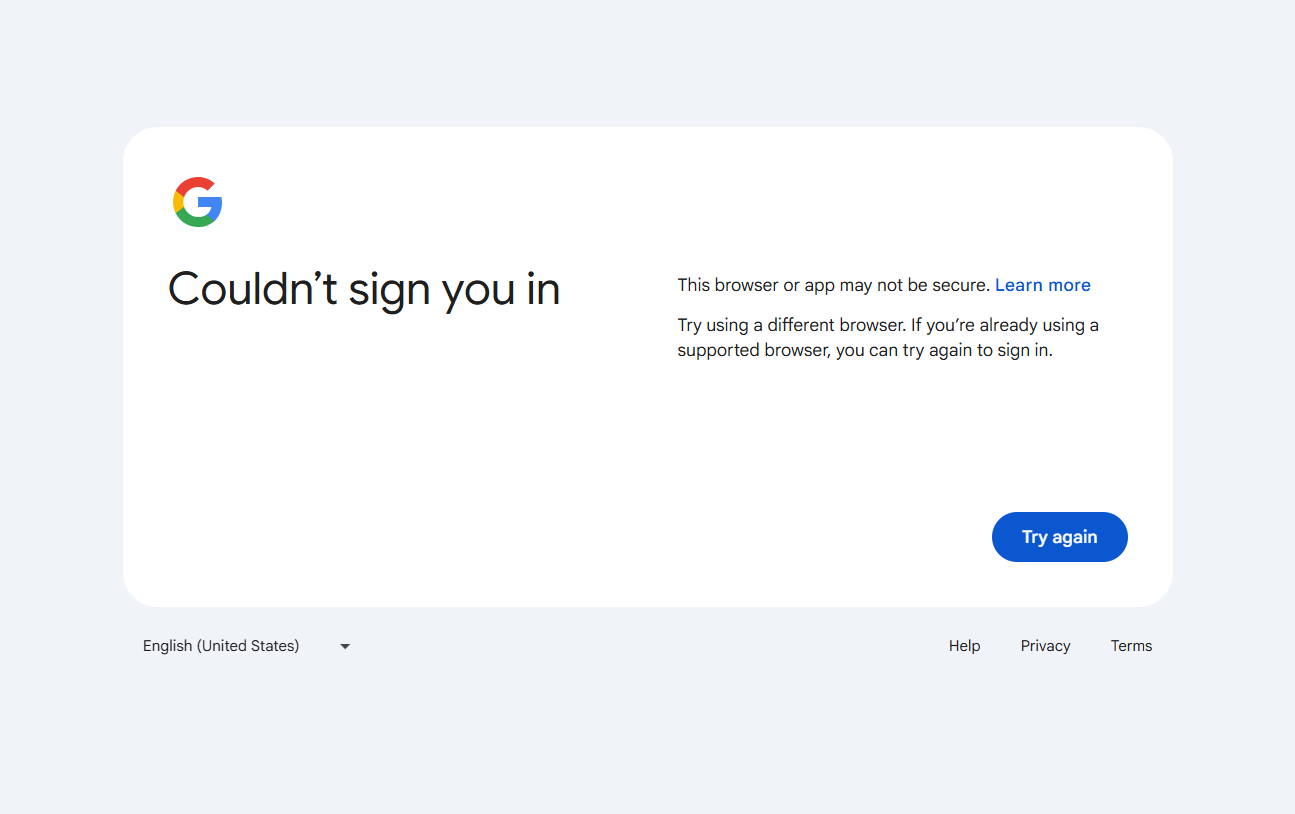 Couldn’t sign you in
This browser or app may not be secure. Learn more
Try using a different browser. If you’re already using a
supported browser, you can try again to sign in.
Try again
English (United States)
Help
Privacy
Terms